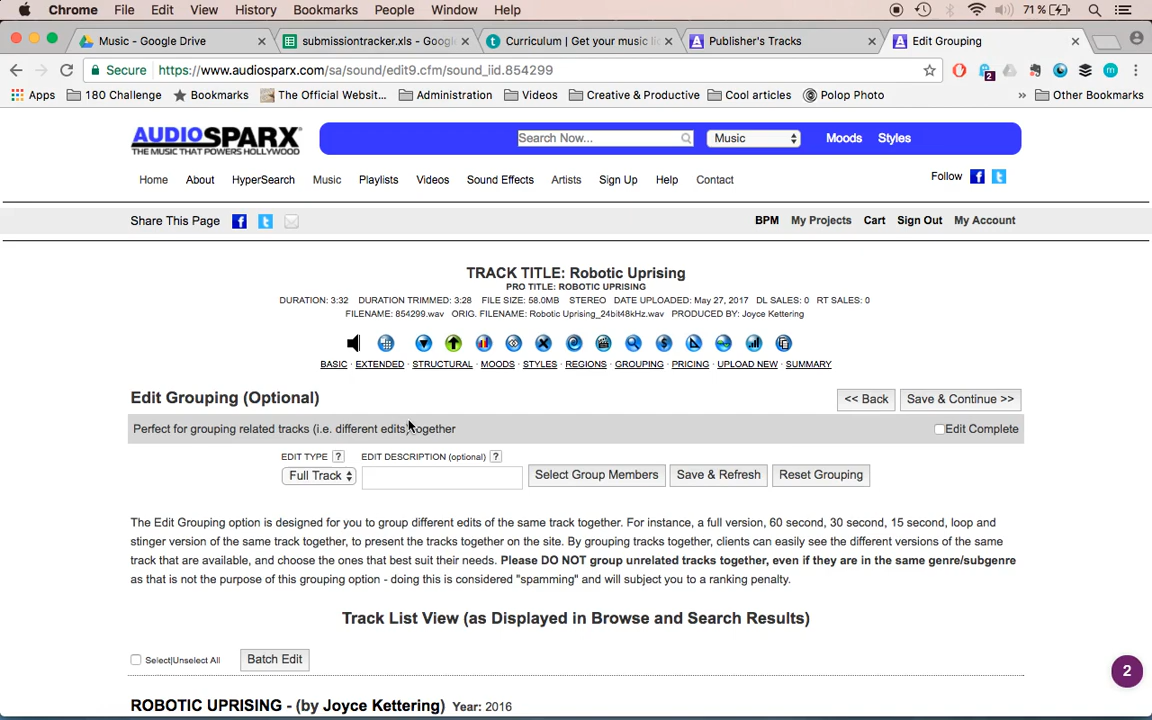 Chrome File Edit View History Bookmarks People Window Help 71%
Music - Google Drive submissiontracker.xls - Goog Curriculum | Get your music li Publisher's Tracks Edit Grouping
Secure https://www.audiosparx.com/sa/sound/edit9.cfm/sound_iid.854299 2 m
Apps 180 Challenge Bookmarks The Official Websit... Administration Videos Creative & Productive Cool articles Polop Photo » Other Bookmarks
AUDIOSPARX Search Now... Music Moods Styles
THE MUSIC THAT POWERS HOLLYWOOD
Home About HyperSearch Music Playlists Videos Sound Effects Artists Sign Up Help Contact Follow
Share This Page BPM My Projects Cart Sign Out My Account
TRACK TITLE: Robotic Uprising
PRO TITLE: ROBOTIC UPRISING
DURATION: 3:32 DURATION TRIMMED: 3:28 FILE SIZE: 58.0MB STEREO DATE UPLOADED: May 27, 2017 DL SALES: 0 RT SALES: 0
FILENAME: 854299.wav ORIG. FILENAME: Robotic Uprising_24bit48kHz.wav PRODUCED BY: Joyce Kettering
BASIC · EXTENDED · STRUCTURAL · MOODS · STYLES · REGIONS · GROUPING · PRICING · UPLOAD NEW · SUMMARY
Edit Grouping (Optional) << Back Save & Continue >>
Perfect for grouping related tracks (i.e. different edits) together Edit Complete
EDIT TYPE ? EDIT DESCRIPTION (optional) ?
Full Track Select Group Members Save & Refresh Reset Grouping
The Edit Grouping option is designed for you to group different edits of the same track together. For instance, a full version, 60 second, 30 second, 15 second, loop and
stinger version of the same track together, to present the tracks together on the site. By grouping tracks together, clients can easily see the different versions of the same
track that are available, and choose the ones that best suit their needs. Please DO NOT group unrelated tracks together, even if they are in the same genre/subgenre
as that is not the purpose of this grouping option - doing this is considered "spamming" and will subject you to a ranking penalty.
Track List View (as Displayed in Browse and Search Results)
Select|Unselect All Batch Edit
ROBOTIC UPRISING - (by Joyce Kettering) Year: 2016
2